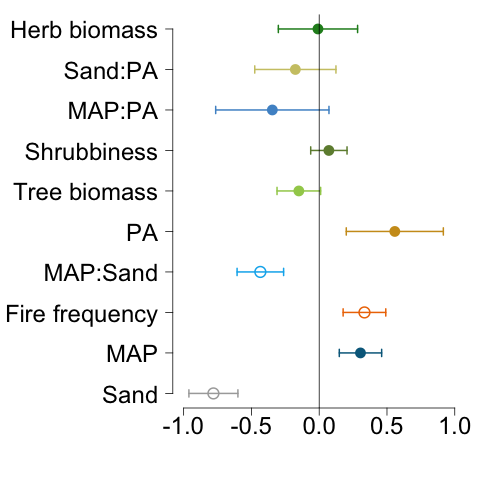 Herb biomass
Sand:PA
MAP:PA
Shrubbiness
Tree biomass
PA
MAP:Sand
Fire frequency
MAP
Sand
-1.0 -0.5 0.0 0.5 1.0